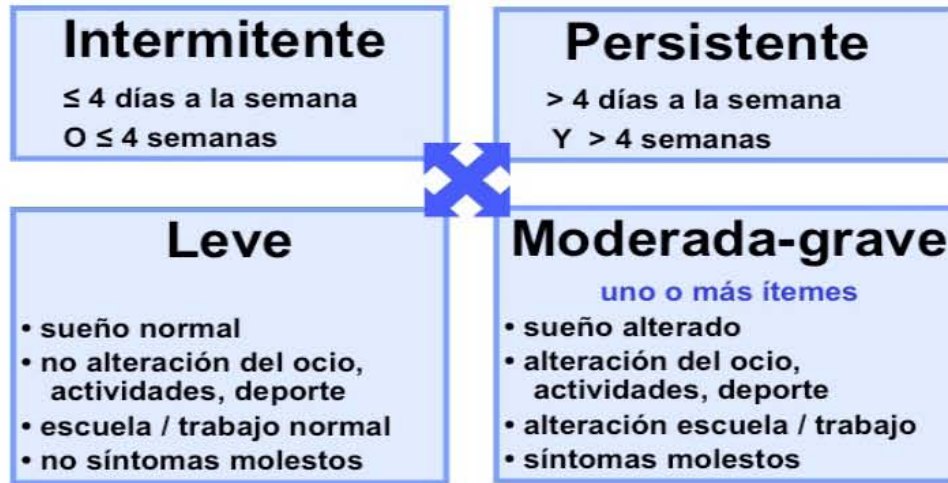 Intermitente
≤ 4 días a la semana
O ≤ 4 semanas
Persistente
> 4 días a la semana
Y > 4 semanas
Leve
• sueño normal
• no alteración del ocio,
actividades, deporte
• escuela / trabajo normal
• no síntomas molestos
Moderada-grave
uno o más ítemes
• sueño alterado
• alteración del ocio,
actividades, deporte
• alteración escuela / trabajo
• síntomas molestos